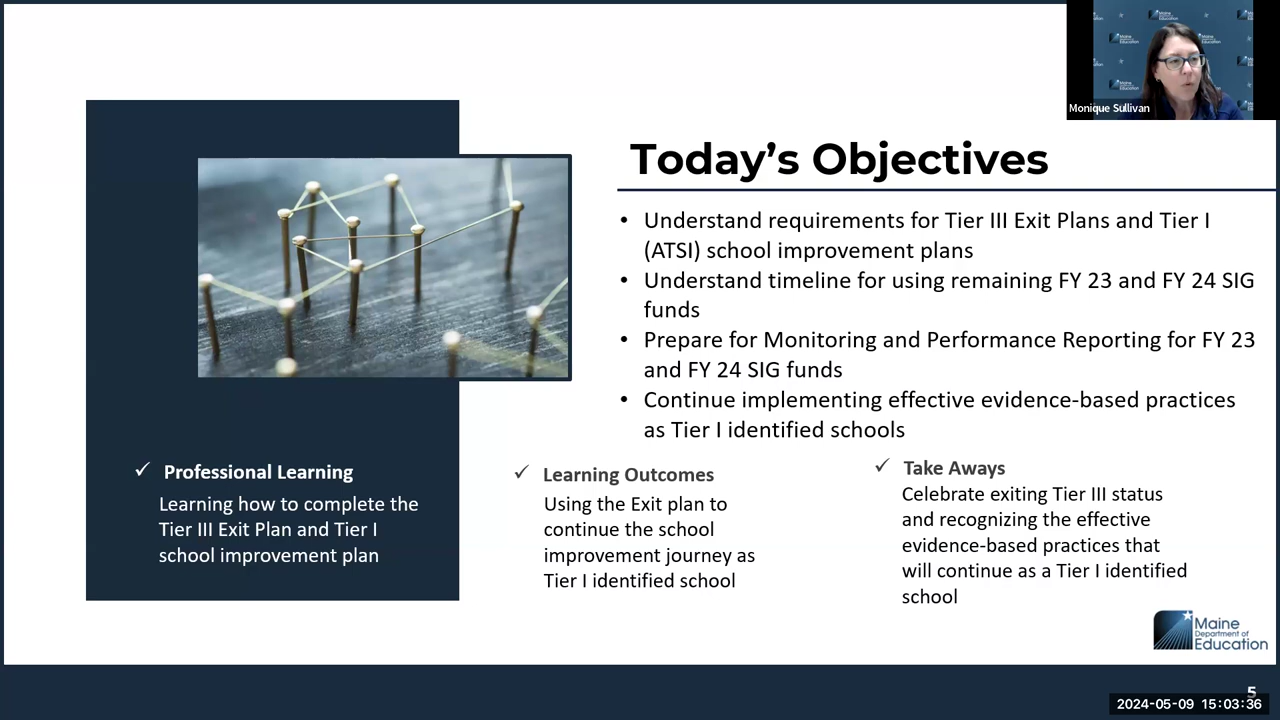 Maine
Department of
Education
Monique Sullivan
Today's Objectives
• Understand requirements for Tier III Exit Plans and Tier I
(ATSI) school improvement plans
• Understand timeline for using remaining FY 23 and FY 24 SIG
funds
• Prepare for Monitoring and Performance Reporting for FY 23
and FY 24 SIG funds
• Continue implementing effective evidence-based practices
as Tier I identified schools
✓ Professional Learning
Learning how to complete the
Tier III Exit Plan and Tier I
school improvement plan
✓ Learning Outcomes
Using the Exit plan to
continue the school
improvement journey as
Tier I identified school
✓ Take Aways
Celebrate exiting Tier III status
and recognizing the effective
evidence-based practices that
will continue as a Tier I identified
school
Maine
Department of
Education
5
2024-05-09 15:03:36